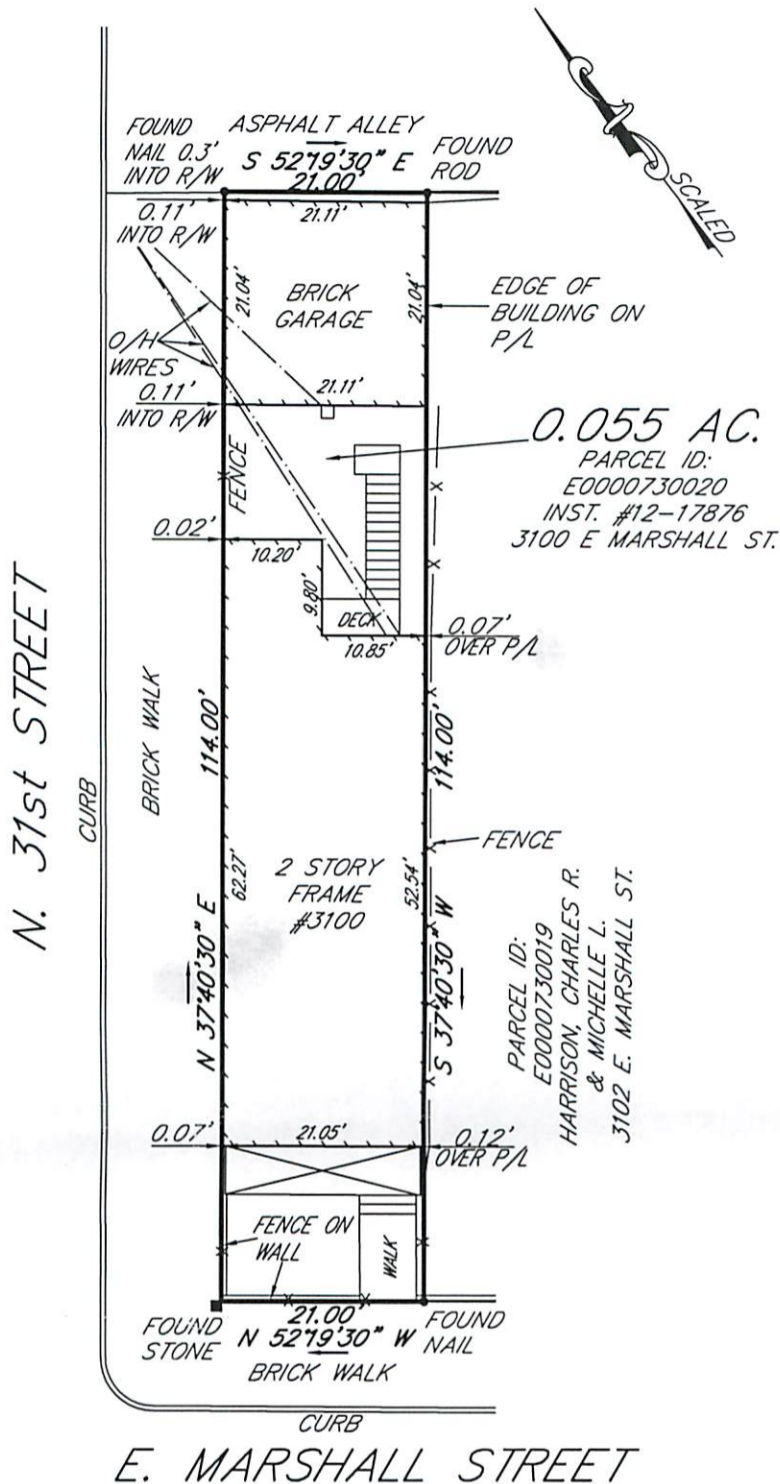 FOUND
NAIL 0.3'
INTO R/W
ASPHALT ALLEY
S 52°19'30" E
21.00'
FOUND
ROD
SCALED
0.11'
INTO R/W
21.11'
21.04'
BRICK
GARAGE
21.04'
EDGE OF
BUILDING ON
P/L
O/H
WIRES
0.11'
INTO R/W
21.11'
FENCE
0.055 AC.
PARCEL ID:
E0000730020
INST. #12-17876
3100 E MARSHALL ST.
0.02'
10.20'
9.80'
DECK
10.85'
0.07'
OVER P/L
N. 31st STREET
CURB
BRICK WALK
114.00'
114.00'
FENCE
62.27'
2 STORY
FRAME
#3100
52.54'
N 37°40'30" E
S 37°40'30" W
PARCEL ID:
E0000730019
HARRISON, CHARLES R.
& MICHELLE L.
3102 E. MARSHALL ST.
0.07'
21.05'
0.12'
OVER P/L
FENCE ON
WALL
WALK
FOUND
STONE
21.00'
N 52°19'30" W
FOUND
NAIL
BRICK WALK
CURB
E. MARSHALL STREET